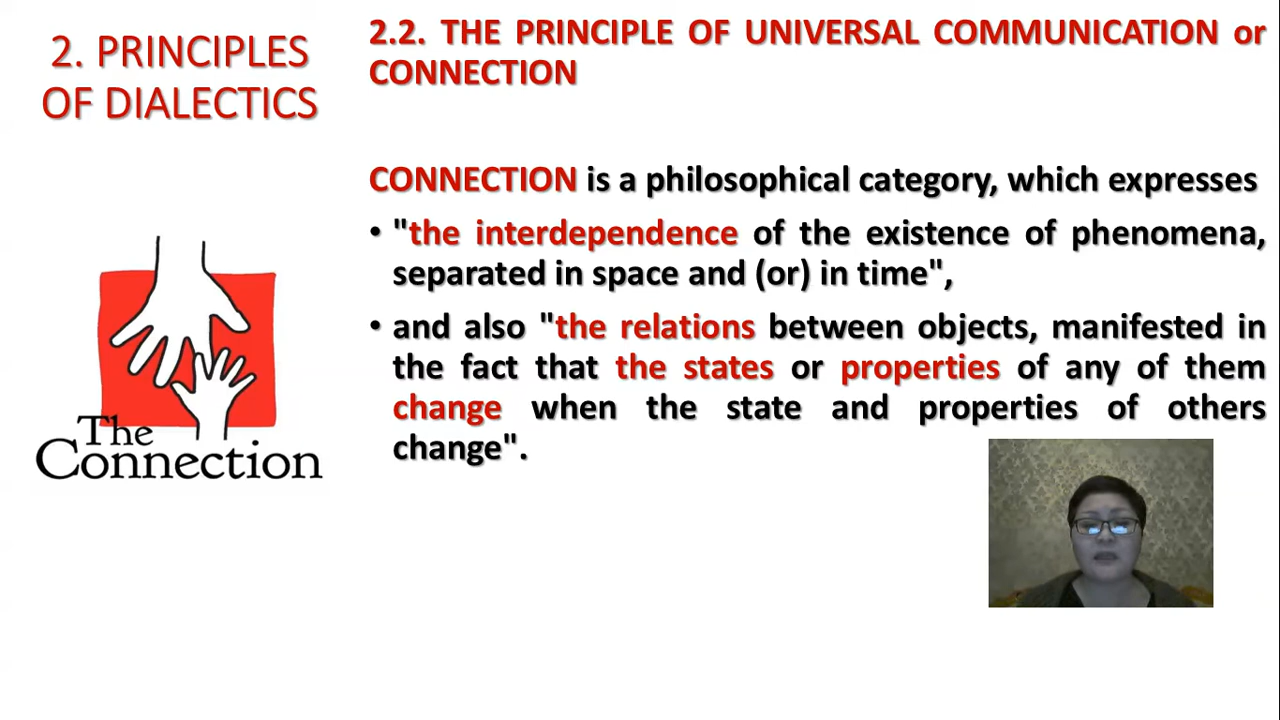 2. PRINCIPLES
OF DIALECTICS
2.2. THE PRINCIPLE OF UNIVERSAL COMMUNICATION or
CONNECTION
CONNECTION is a philosophical category, which expresses
• "the interdependence of the existence of phenomena,
separated in space and (or) in time",
• and also "the relations between objects, manifested in
the fact that the states or properties of any of them
change when the state and properties of others
change".
The
Connection